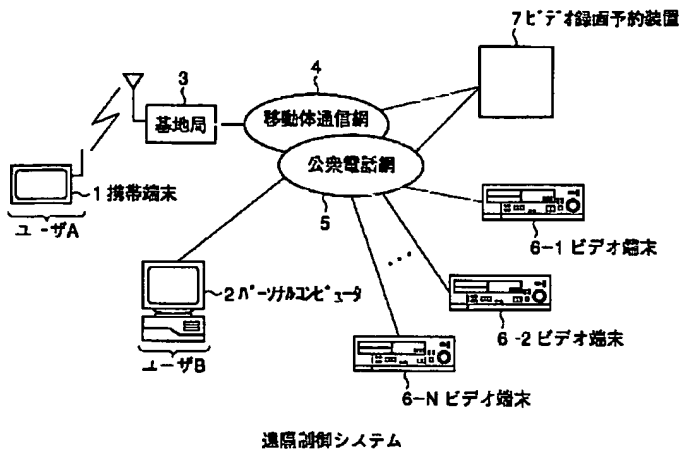 7 ビデオ録画予約装置
4
3
移動体通信網
基地局
公衆電話網
1 携帯端末
ユーザA
5
6-1 ビデオ端末
2 パーソナルコンピュータ
6-2 ビデオ端末
ユーザB
6-N ビデオ端末
遠隔制御システム